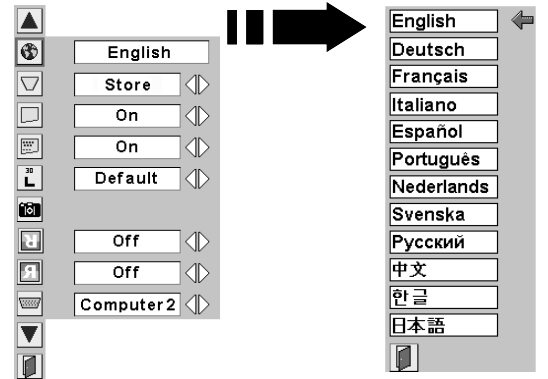 English
Store
On
On
Default
Off
Off
Computer2
English
Deutsch
Français
Italiano
Español
Português
Nederlands
Svenska
Русский
中文
한글
日本語